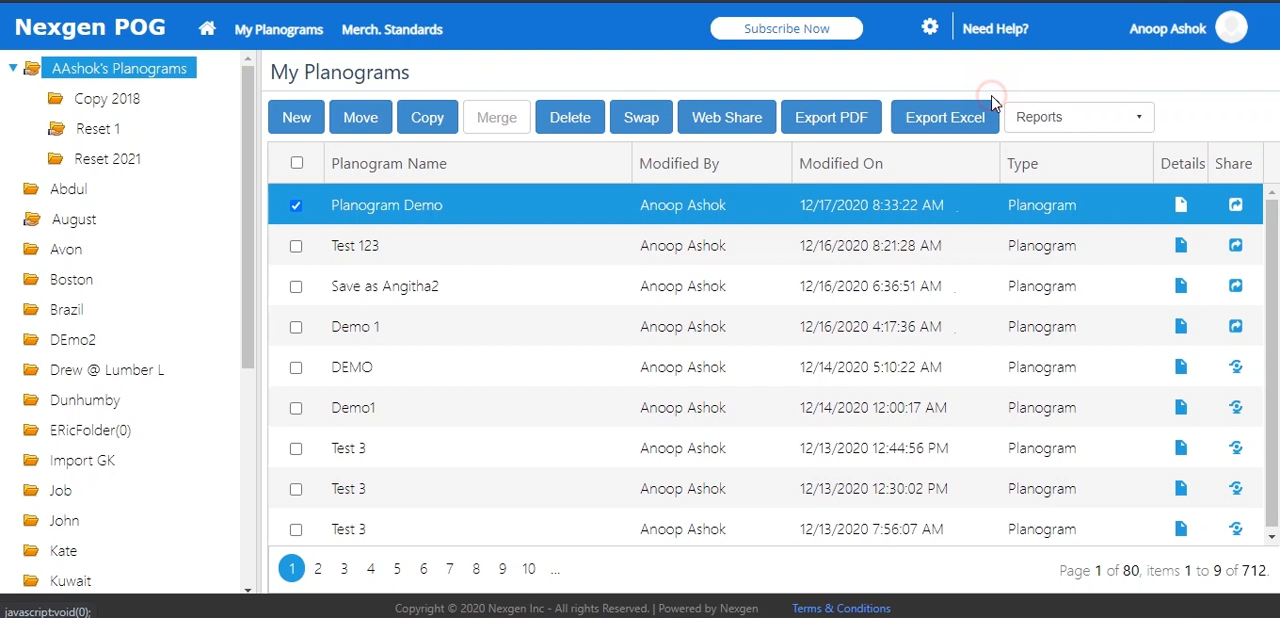 Nexgen POG My Planograms Merch. Standards Subscribe Now Need Help? Anoop Ashok
AAshok's Planograms
Copy 2018
Reset 1
Reset 2021
Abdul
August
Avon
Boston
Brazil
DEmo2
Drew @ Lumber L
Dunhumby
ERicFolder(0)
Import GK
Job
John
Kate
Kuwait
My Planograms
New Move Copy Merge Delete Swap Web Share Export PDF Export Excel Reports
Planogram Name Modified By Modified On Type Details Share
Planogram Demo Anoop Ashok 12/17/2020 8:33:22 AM Planogram
Test 123 Anoop Ashok 12/16/2020 8:21:28 AM Planogram
Save as Angitha2 Anoop Ashok 12/16/2020 6:36:51 AM Planogram
Demo 1 Anoop Ashok 12/16/2020 4:17:36 AM Planogram
DEMO Anoop Ashok 12/14/2020 5:10:22 AM Planogram
Demo1 Anoop Ashok 12/14/2020 12:00:17 AM Planogram
Test 3 Anoop Ashok 12/13/2020 12:44:56 PM Planogram
Test 3 Anoop Ashok 12/13/2020 12:30:02 PM Planogram
Test 3 Anoop Ashok 12/13/2020 7:56:07 AM Planogram
1 2 3 4 5 6 7 8 9 10 ... Page 1 of 80, items 1 to 9 of 712.
javascript:void(0); Copyright © 2020 Nexgen Inc - All rights Reserved. | Powered by Nexgen Terms & Conditions